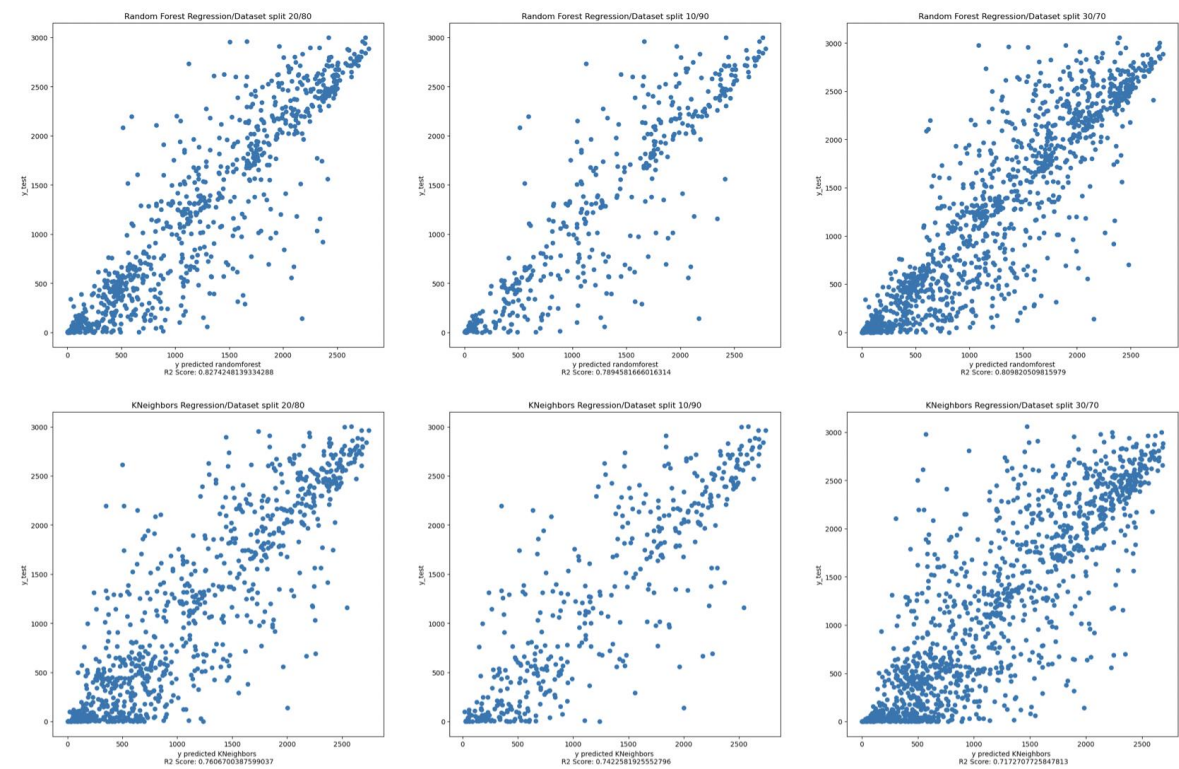 Random Forest Regression/Dataset split 20/80
3000
2500
2000
1500
1000
500
0
y_test
0 500 1000 1500 2000 2500
y predicted randomforest
R2 Score: 0.8274248139334288
Random Forest Regression/Dataset split 10/90
3000
2500
2000
1500
1000
500
0
y_test
0 500 1000 1500 2000 2500
y predicted randomforest
R2 Score: 0.7894581666016314
Random Forest Regression/Dataset split 30/70
3000
2500
2000
1500
1000
500
0
y_test
0 500 1000 1500 2000 2500
y predicted randomforest
R2 Score: 0.809820509815979
KNeighbors Regression/Dataset split 20/80
3000
2500
2000
1500
1000
500
0
y_test
0 500 1000 1500 2000 2500
y predicted KNeighbors
R2 Score: 0.7606700387599037
KNeighbors Regression/Dataset split 10/90
3000
2500
2000
1500
1000
500
0
y_test
0 500 1000 1500 2000 2500
y predicted KNeighbors
R2 Score: 0.7422581925552796
KNeighbors Regression/Dataset split 30/70
3000
2500
2000
1500
1000
500
0
y_test
0 500 1000 1500 2000 2500
y predicted KNeighbors
R2 Score: 0.7172707725847813